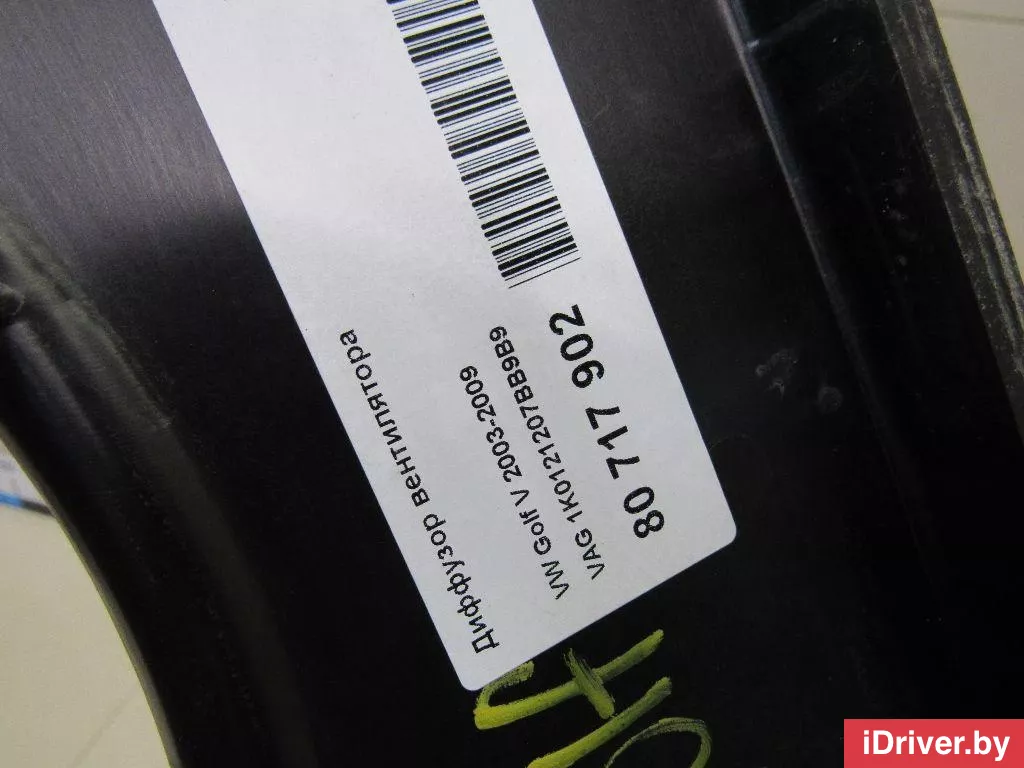 Диффузор вентилятора
VW Golf V 2003-2009
VAG 1K0121207BB9B9
80 717 902
iDriver.by